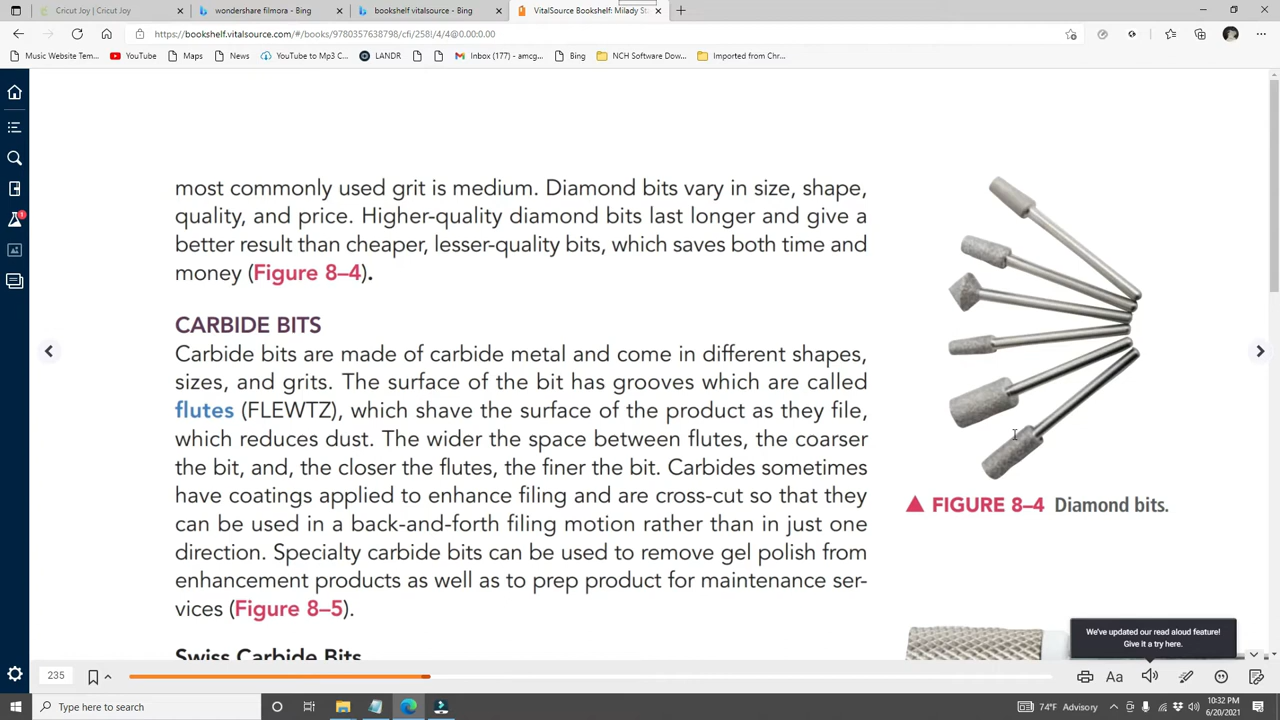 Cricut Joy | Cricut Joy
wondershare filmora - Bing
bookshelf vitalsource - Bing
VitalSource Bookshelf: Milady St
https://bookshelf.vitalsource.com/#/books/9780357638798/cfi/258!/4/4@0.00:0.00
Music Website Tem...
YouTube
Maps
News
YouTube to Mp3 C...
LANDR
Inbox (177) - amcg...
Bing
NCH Software Dow...
Imported from Chr...
most commonly used grit is medium. Diamond bits vary in size, shape,
quality, and price. Higher-quality diamond bits last longer and give a
better result than cheaper, lesser-quality bits, which saves both time and
money (Figure 8–4).
CARBIDE BITS
Carbide bits are made of carbide metal and come in different shapes,
sizes, and grits. The surface of the bit has grooves which are called
flutes (FLEWTZ), which shave the surface of the product as they file,
which reduces dust. The wider the space between flutes, the coarser
the bit, and, the closer the flutes, the finer the bit. Carbides sometimes
have coatings applied to enhance filing and are cross-cut so that they
can be used in a back-and-forth filing motion rather than in just one
direction. Specialty carbide bits can be used to remove gel polish from
enhancement products as well as to prep product for maintenance ser-
vices (Figure 8–5).
Swiss Carbide Bits
▲ FIGURE 8–4 Diamond bits.
We've updated our read aloud feature!
Give it a try here.
1
235
Aa
Type here to search
74°F Advisory
10:32 PM
6/20/2021